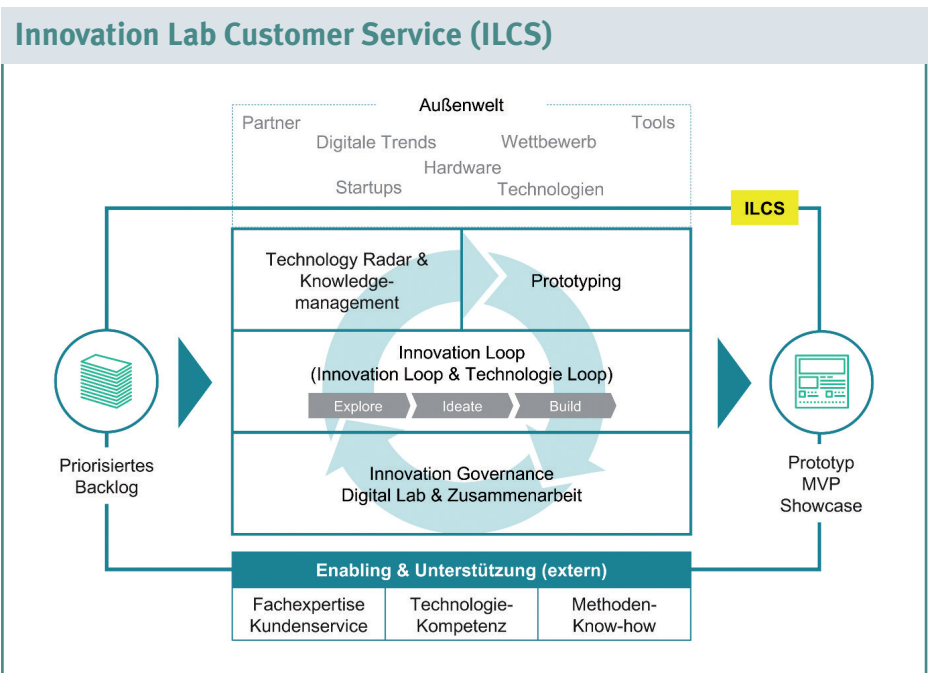 Innovation Lab Customer Service (ILCS)
Außenwelt
Partner
Tools
Digitale Trends
Wettbewerb
Hardware
Startups
Technologien
ILCS
Technology Radar &
Knowledge-
management
Prototyping
Innovation Loop
(Innovation Loop & Technologie Loop)
Explore
Ideate
Build
Priorisiertes
Backlog
Innovation Governance
Digital Lab & Zusammenarbeit
Prototyp
MVP
Showcase
Enabling & Unterstützung (extern)
Fachexpertise
Kundenservice
Technologie-
Kompetenz
Methoden-
Know-how